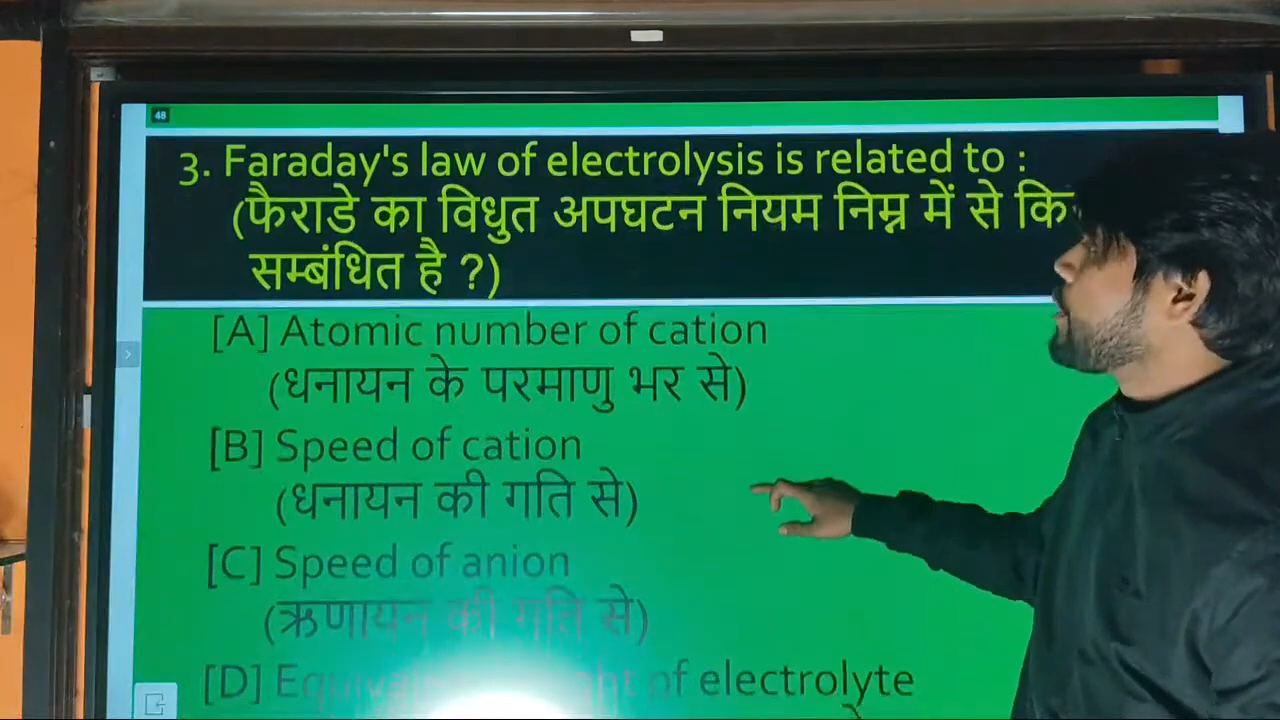 48
3. Faraday's law of electrolysis is related to :
(फैराडे का विधुत अपघटन नियम निम्न में से
सम्बंधित है ?)
[A] Atomic number of cation
(धनायन के परमाणु भर से)
[B] Speed of cation
(धनायन की गति से)
[C] Speed of anion
(ऋणायन की गति से)
[D] of electrolyte